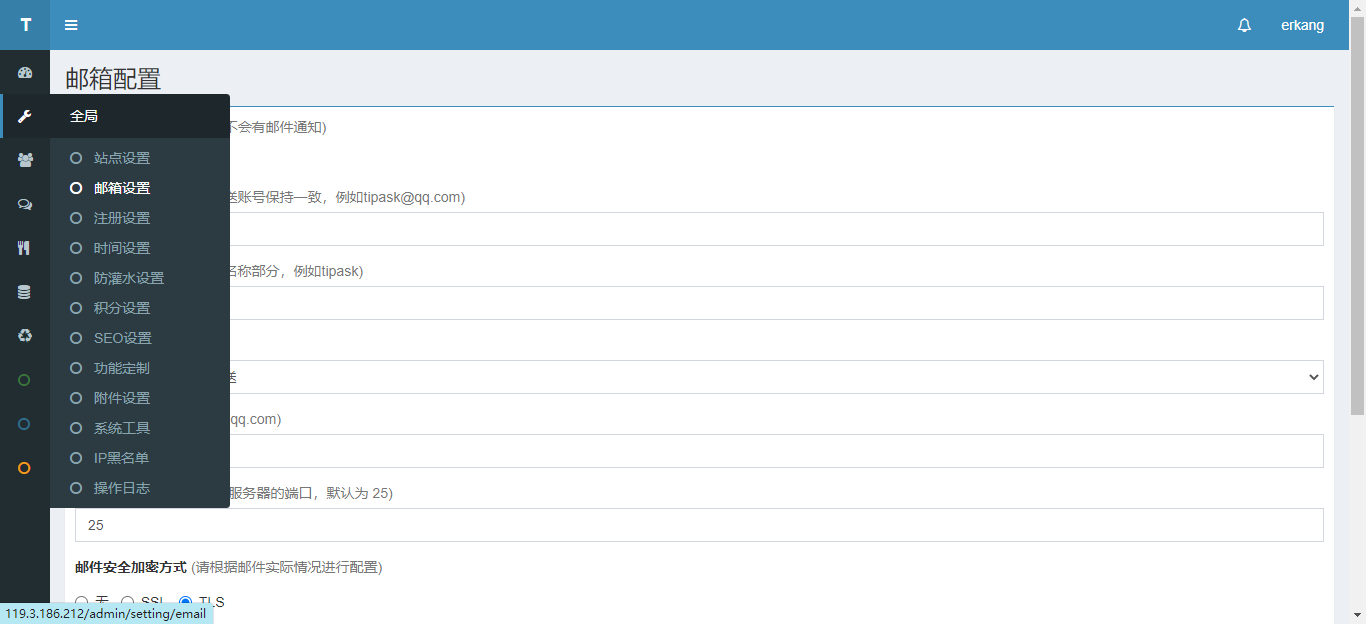 T
erkang
邮箱配置
全局
不会有邮件通知)
站点设置
邮箱设置
送账号保持一致，例如tipask@qq.com)
注册设置
时间设置
名称部分，例如tipask)
防灌水设置
积分设置
SEO设置
功能定制
送
附件设置
qq.com)
系统工具
IP黑名单
操作日志
服务器的端口，默认为 25)
25
邮件安全加密方式 (请根据邮件实际情况进行配置)
无 SSL TLS
119.3.186.212/admin/setting/email